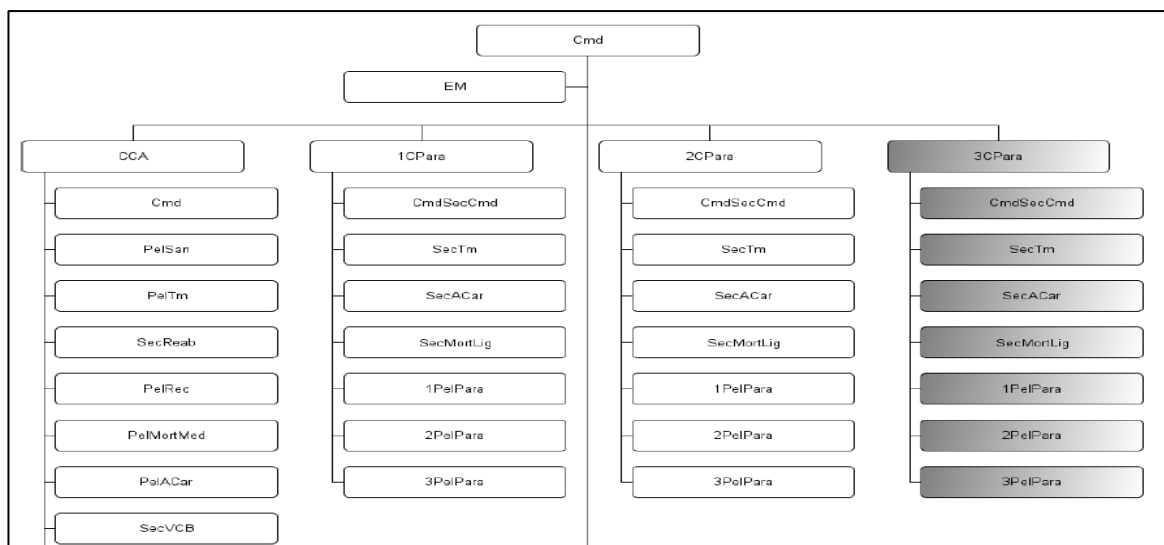 Cmd
EM
CCA
1CPara
2CPara
3CPara
Cmd
CmdSecCmd
CmdSecCmd
CmdSecCmd
PelSan
SecTm
SecTm
SecTm
PelTm
SecACar
SecACar
SecACar
SecReab
SecMortLig
SecMortLig
SecMortLig
PelRec
1PelPara
1PelPara
1PelPara
PelMortMed
2PelPara
2PelPara
2PelPara
PelACar
3PelPara
3PelPara
3PelPara
SecVCB